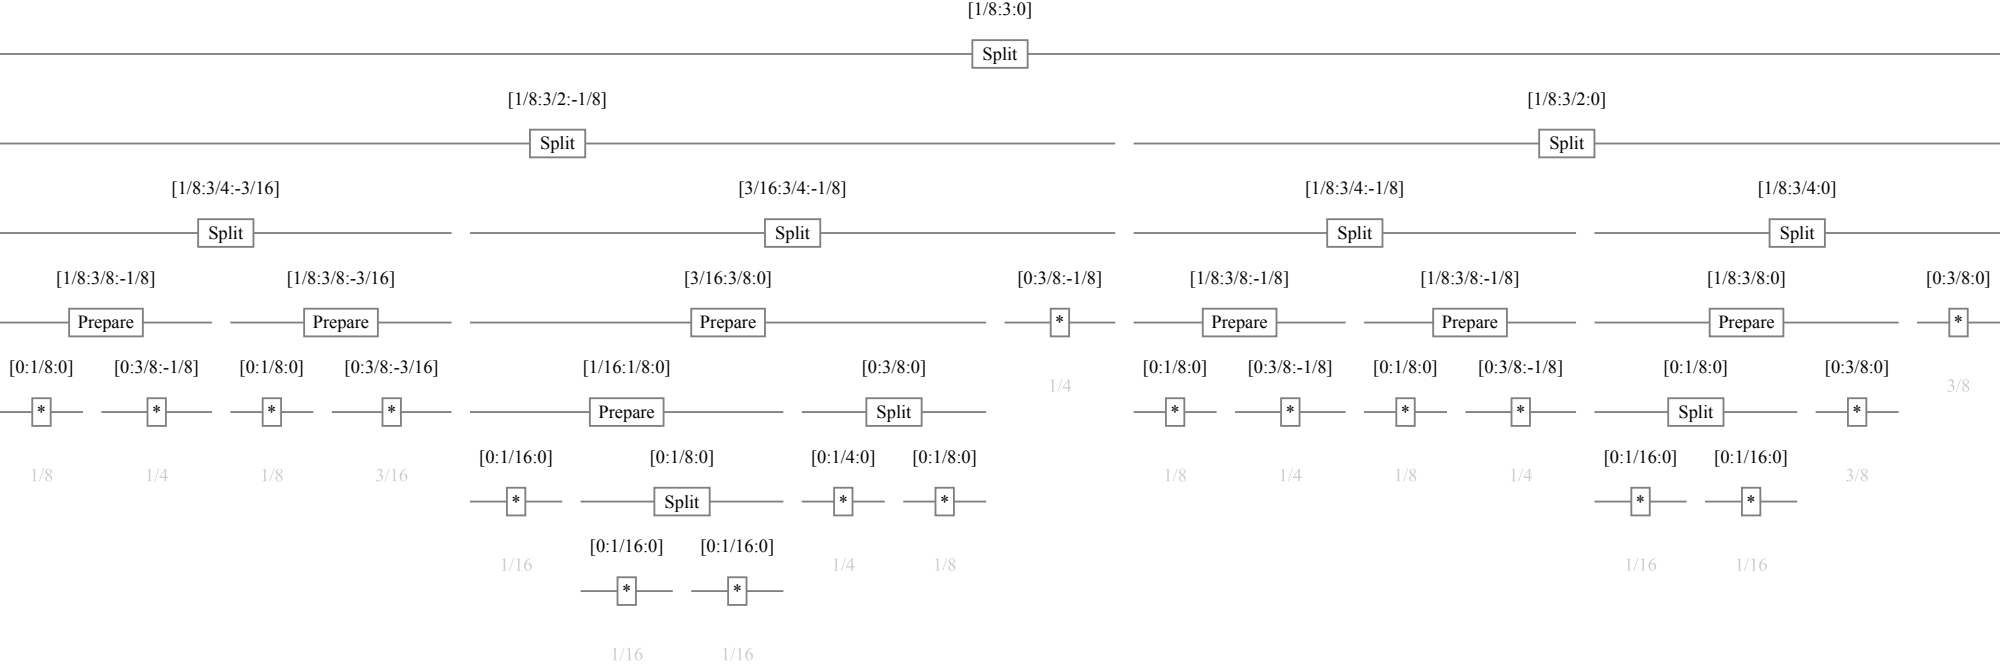 [1/8:3:0]
Split
[1/8:3/2:-1/8] [1/8:3/2:0]
Split Split
[1/8:3/4:-3/16] [3/16:3/4:-1/8] [1/8:3/4:-1/8] [1/8:3/4:0]
Split Split Split Split
[1/8:3/8:-1/8] [1/8:3/8:-3/16] [3/16:3/8:0] [0:3/8:-1/8] [1/8:3/8:-1/8] [1/8:3/8:-1/8] [1/8:3/8:0] [0:3/8:0]
Prepare Prepare Prepare * Prepare Prepare Prepare *
[0:1/8:0] [0:3/8:-1/8] [0:1/8:0] [0:3/8:-3/16] [1/16:1/8:0] [0:3/8:0] 1/4 [0:1/8:0] [0:3/8:-1/8] [0:1/8:0] [0:3/8:-1/8] [0:1/8:0] [0:3/8:0] 3/8
* * * * Prepare Split * * * * Split *
1/8 1/4 1/8 3/16 [0:1/16:0] [0:1/8:0] [0:1/4:0] [0:1/8:0] 1/8 1/4 1/8 1/4 [0:1/16:0] [0:1/16:0] 3/8
* Split * * * *
1/16 [0:1/16:0] [0:1/16:0] 1/4 1/8 1/16 1/16
* *
1/16 1/16